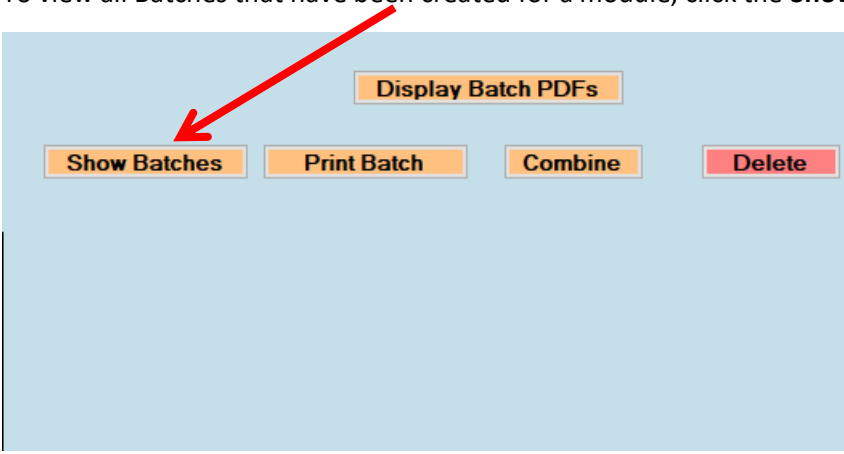 To view all Batches that have been created for a module, click the Show
Display Batch PDFs
Show Batches Print Batch Combine Delete